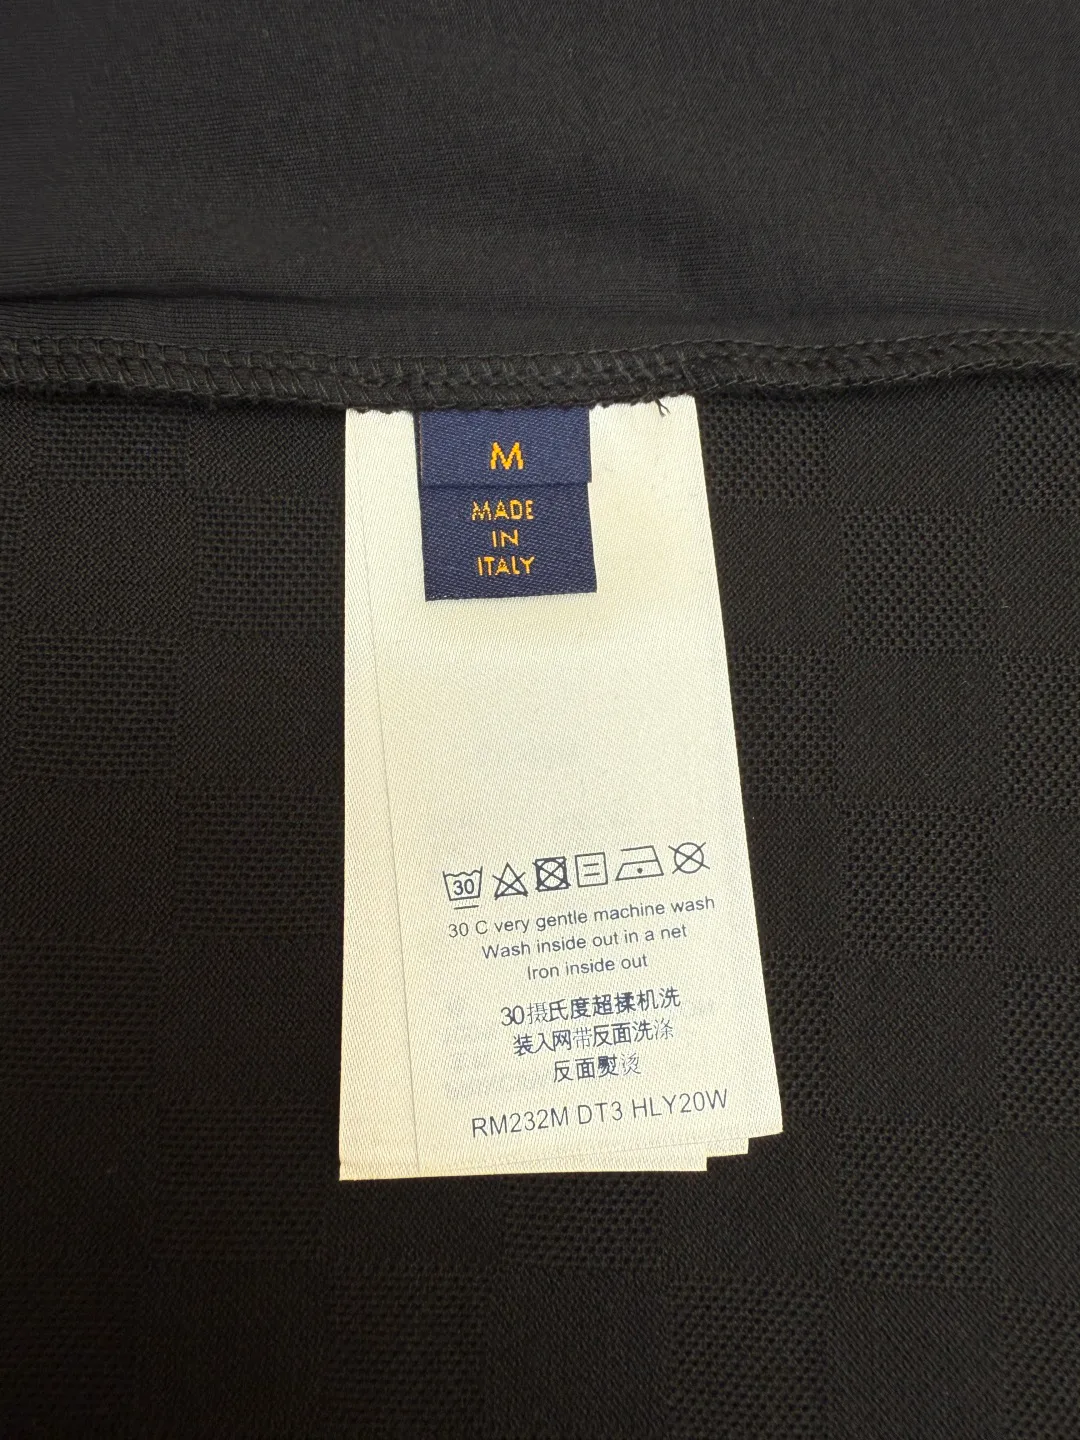 M
MADE
IN
ITALY
30
30 C very gentle machine wash
Wash inside out in a net
Iron inside out
30摄氏度超揉机洗
装入网带反面洗涤
反面熨烫
RM232M DT3 HLY20W